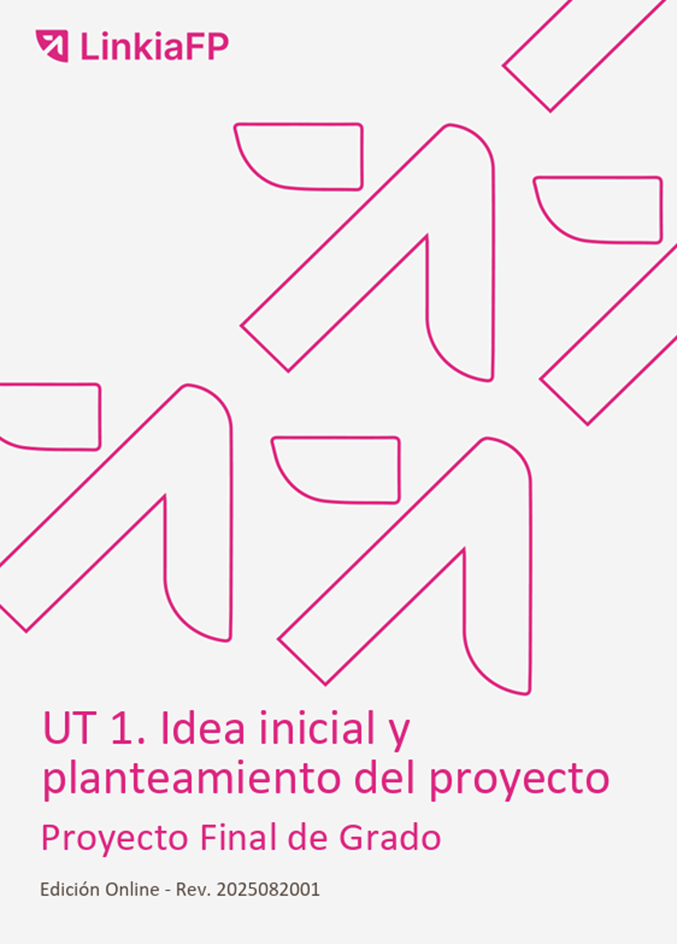 LinkiaFP
UT 1. Idea inicial y
planteamiento del proyecto
Proyecto Final de Grado
Edición Online - Rev. 2025082001